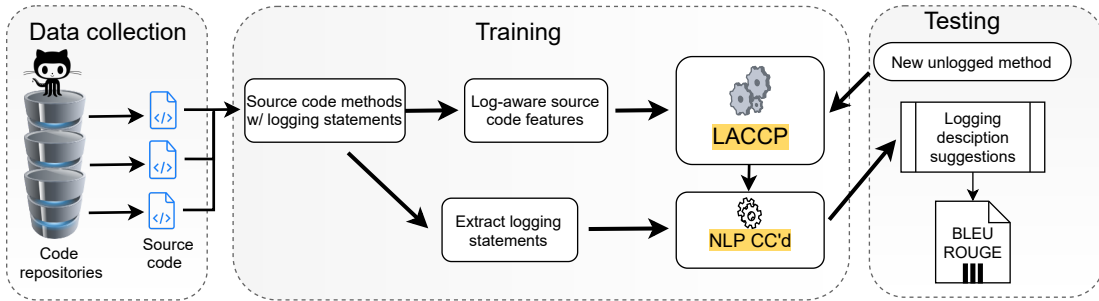 Data collection
Code
repositories
Source
code
Training
Source code methods
w/ logging statements
Log-aware source
code features
LACCP
Extract logging
statements
NLP CC'd
Testing
New unlogged method
Logging
desciption
suggestions
BLEU
ROUGE